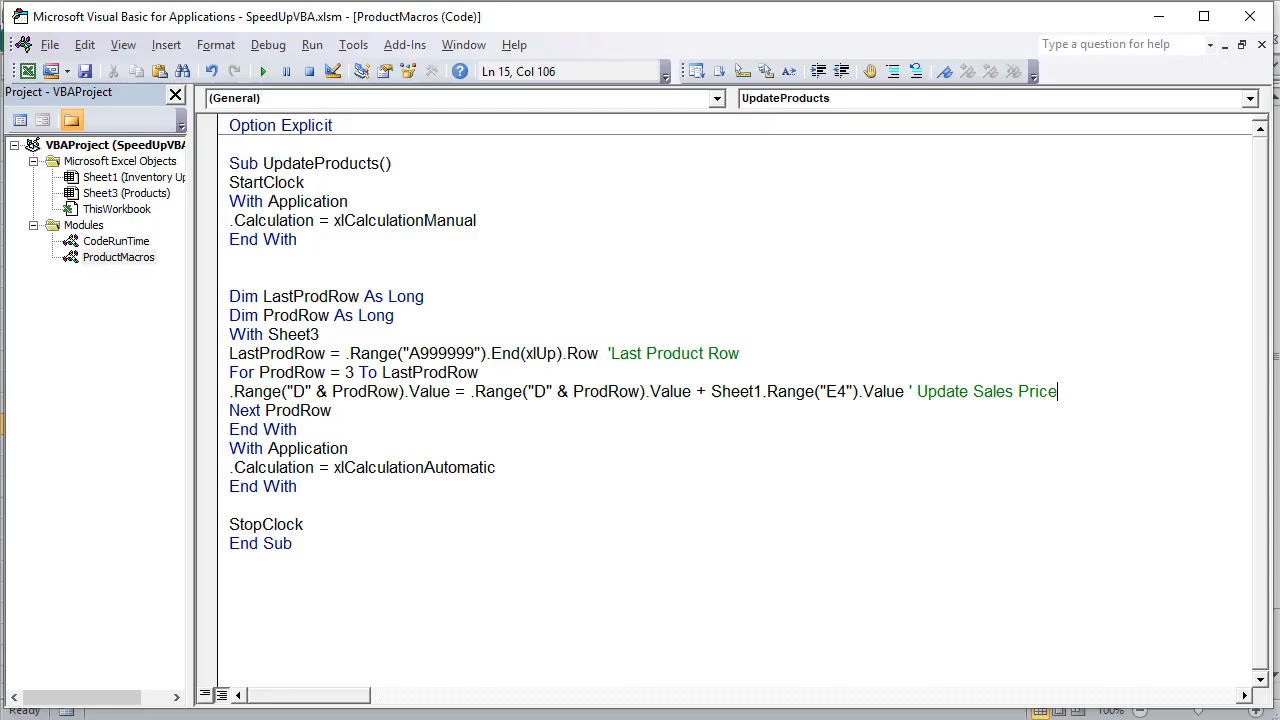 Microsoft Visual Basic for Applications - SpeedUpVBA.xlsm - [ProductMacros (Code)]
File Edit View Insert Format Debug Run Tools Add-Ins Window Help Type a question for help
Ln 15, Col 106
Project - VBAProject
(General) UpdateProducts
VBAProject (SpeedUpVBA
Microsoft Excel Objects
Sheet1 (Inventory Up
Sheet3 (Products)
ThisWorkbook
Modules
CodeRunTime
ProductMacros
Option Explicit
Sub UpdateProducts()
StartClock
With Application
.Calculation = xlCalculationManual
End With
Dim LastProdRow As Long
Dim ProdRow As Long
With Sheet3
LastProdRow = .Range("A999999").End(xlUp).Row 'Last Product Row
For ProdRow = 3 To LastProdRow
.Range("D" & ProdRow).Value = .Range("D" & ProdRow).Value + Sheet1.Range("E4").Value ' Update Sales Price
Next ProdRow
End With
With Application
.Calculation = xlCalculationAutomatic
End With
StopClock
End Sub
Ready 100%